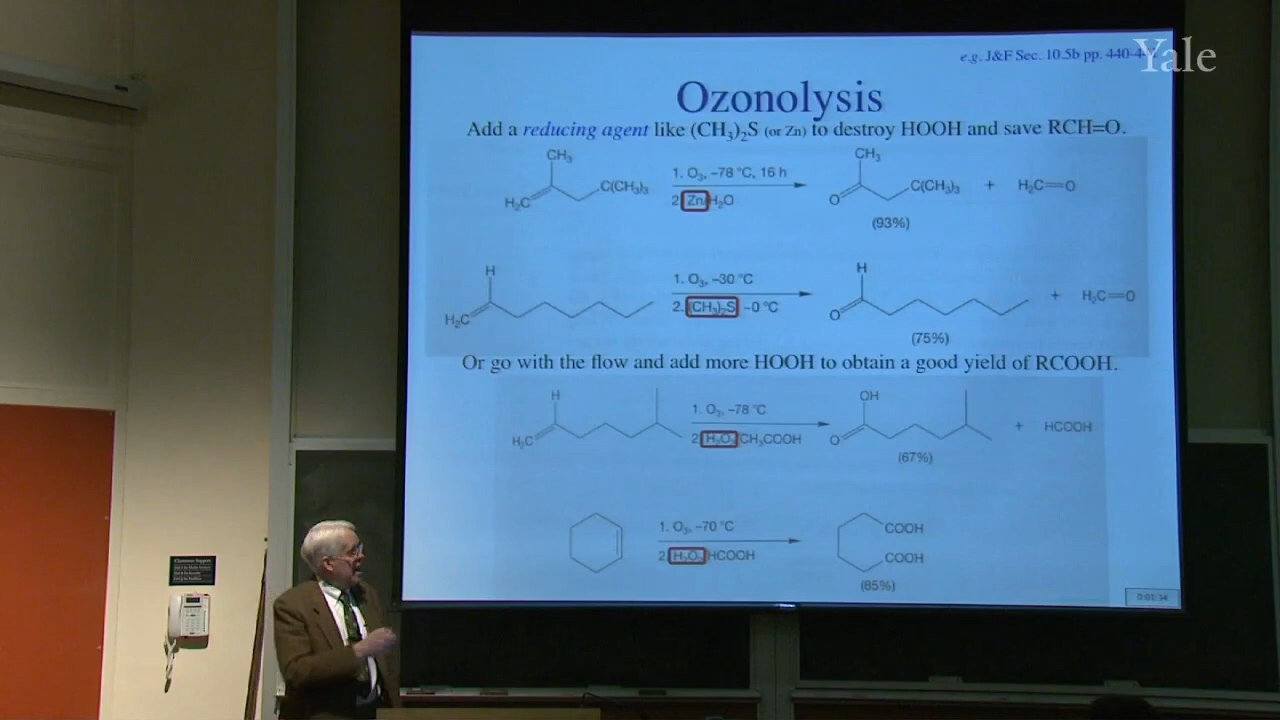 Yale
e.g. J&F Sec. 10.5b pp. 440-4
Ozonolysis
Add a reducing agent like (CH₃)₂S (or Zn) to destroy HOOH and save RCH=O.
CH₃
H₂C
C(CH₃)₃
1. O₃, –78 °C, 16 h
2. Zn/H₂O
CH₃
O
C(CH₃)₃
+ H₂C=O
(93%)
H
H₂C
1. O₃, –30 °C
2. (CH₃)₂S –0 °C
H
O
+ H₂C=O
(75%)
Or go with the flow and add more HOOH to obtain a good yield of RCOOH.
H
H₂C
1. O₃, –78 °C
2. H₂O₂/CH₃COOH
OH
O
+ HCOOH
(67%)
1. O₃, –70 °C
2. H₂O₂/HCOOH
COOH
COOH
(85%)
0:01:34